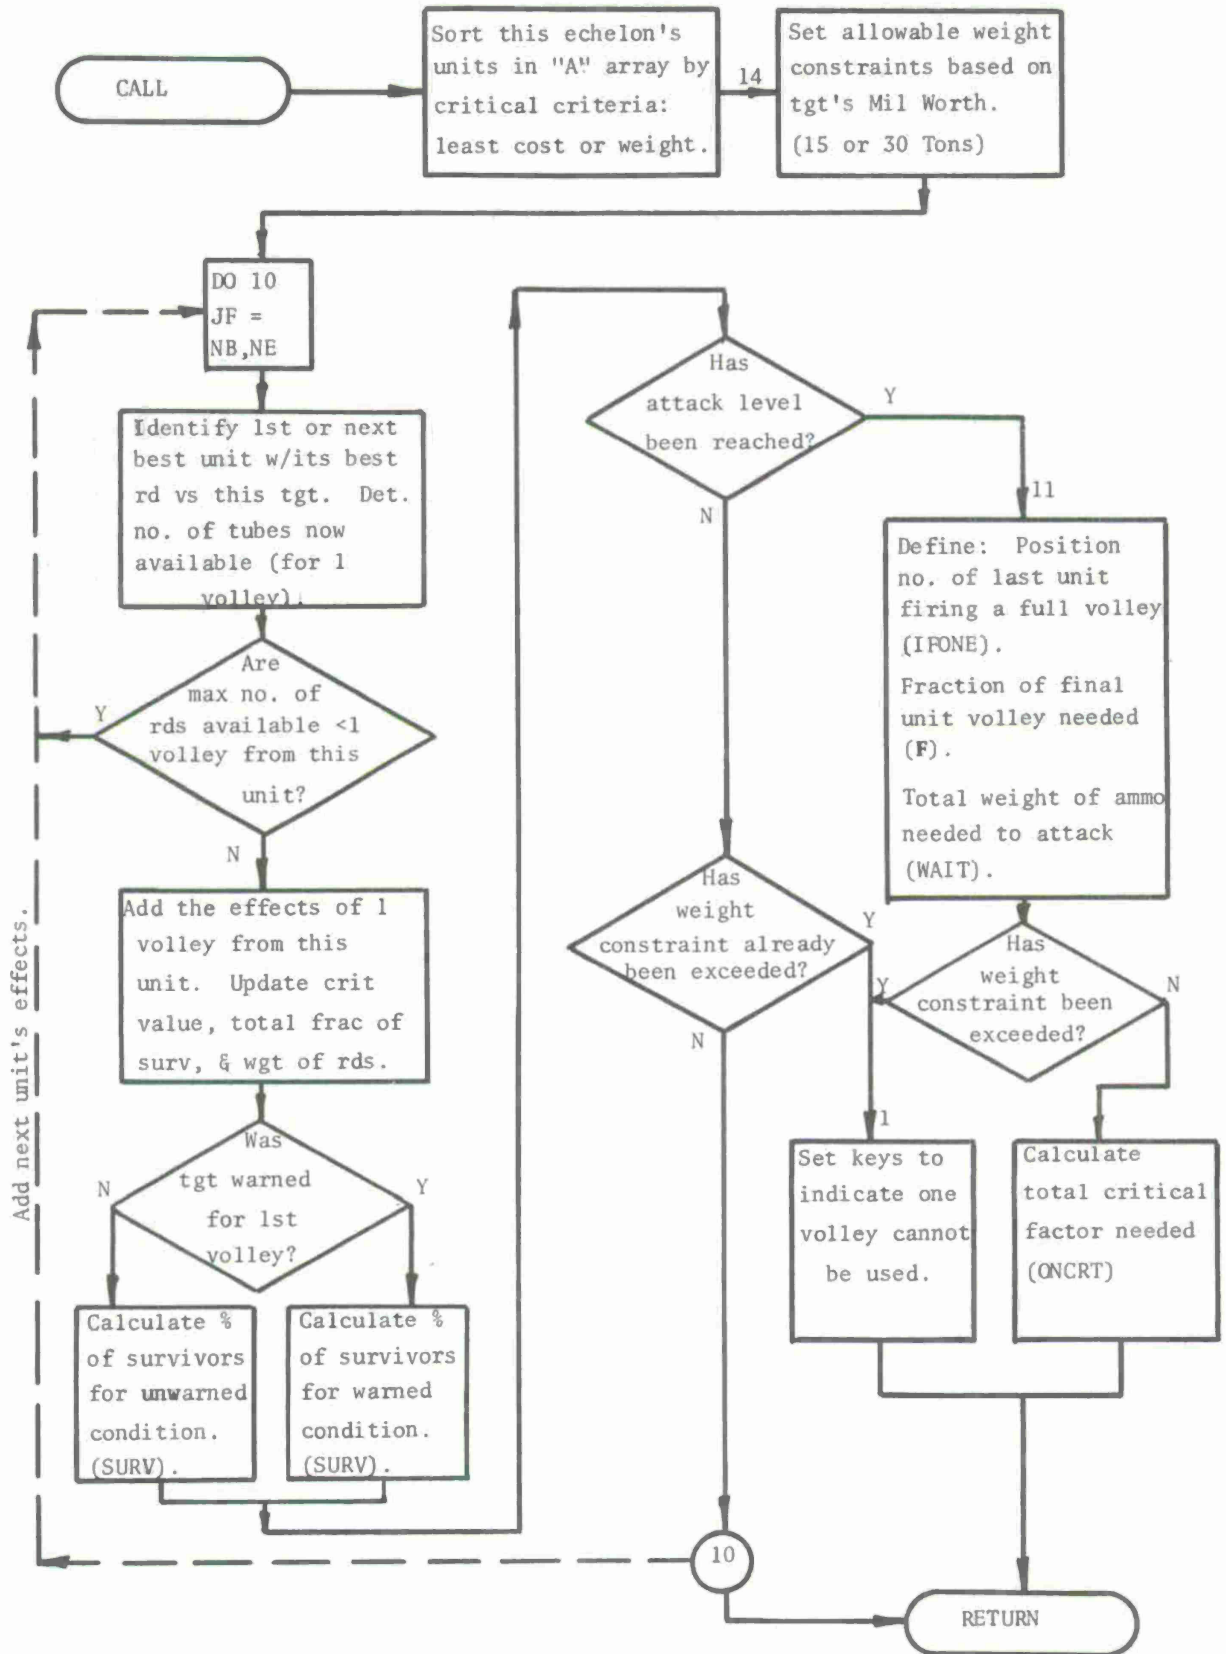 CALL
Sort this echelon's
units in "A" array by
critical criteria:
least cost or weight.
14
Set allowable weight
constraints based on
tgt's Mil Worth.
(15 or 30 Tons)
DO 10
JF =
NB,NE
Identify 1st or next
best unit w/its best
rd vs this tgt. Det.
no. of tubes now
available (for 1
volley).
Are
max no. of
rds available <1
volley from this
unit?
Y
N
Add the effects of 1
volley from this
unit. Update crit
value, total frac of
surv, & wgt of rds.
Was
tgt warned
for 1st
volley?
N
Y
Calculate %
of survivors
for unwarned
condition.
(SURV).
Calculate %
of survivors
for warned
condition.
(SURV).
Add next unit's effects.
Has
attack level
been reached?
Y
N
11
Define: Position
no. of last unit
firing a full volley
(IFONE).
Fraction of final
unit volley needed
(F).
Total weight of ammo
needed to attack
(WAIT).
Has
weight
constraint already
been exceeded?
Y
N
Has
weight
constraint been
exceeded?
Y
N
1
Set keys to
indicate one
volley cannot
be used.
Calculate
total critical
factor needed
(ONCRT)
10
RETURN